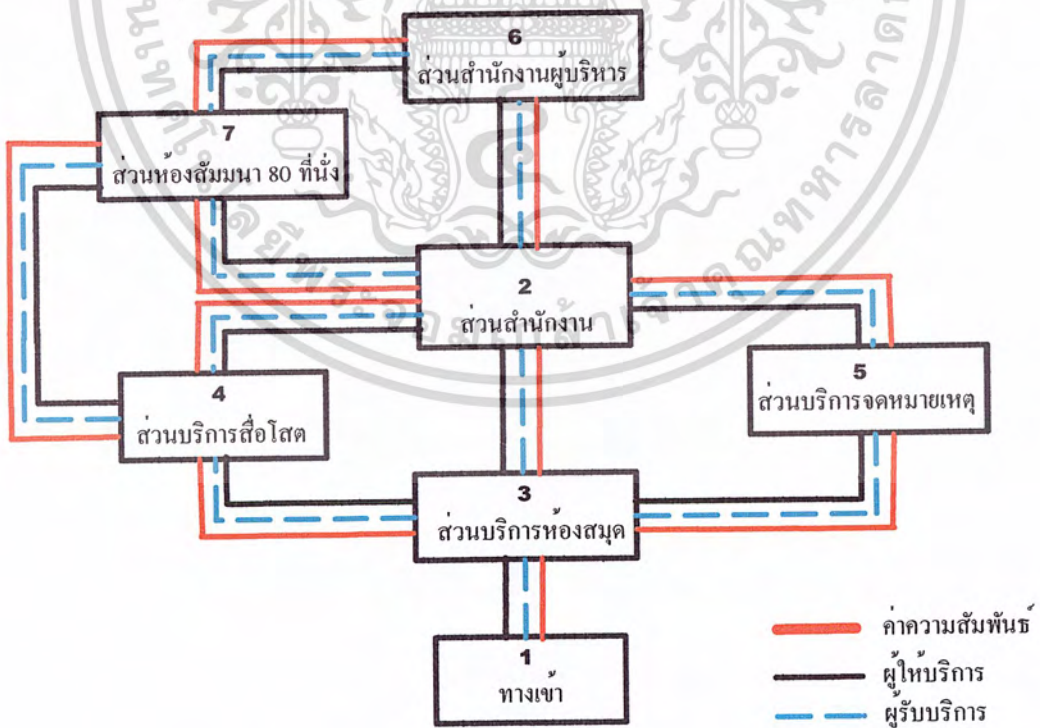 6
ส่วนสำนักงานผู้บริหาร
7
ส่วนห้องสัมมนา 80 ที่นั่ง
2
ส่วนสำนักงาน
4
ส่วนบริการสื่อโสต
5
ส่วนบริการจดหมายเหตุ
3
ส่วนบริการห้องสมุด
1
ทางเข้า
ค่าความสัมพันธ์
ผู้ให้บริการ
ผู้รับบริการ